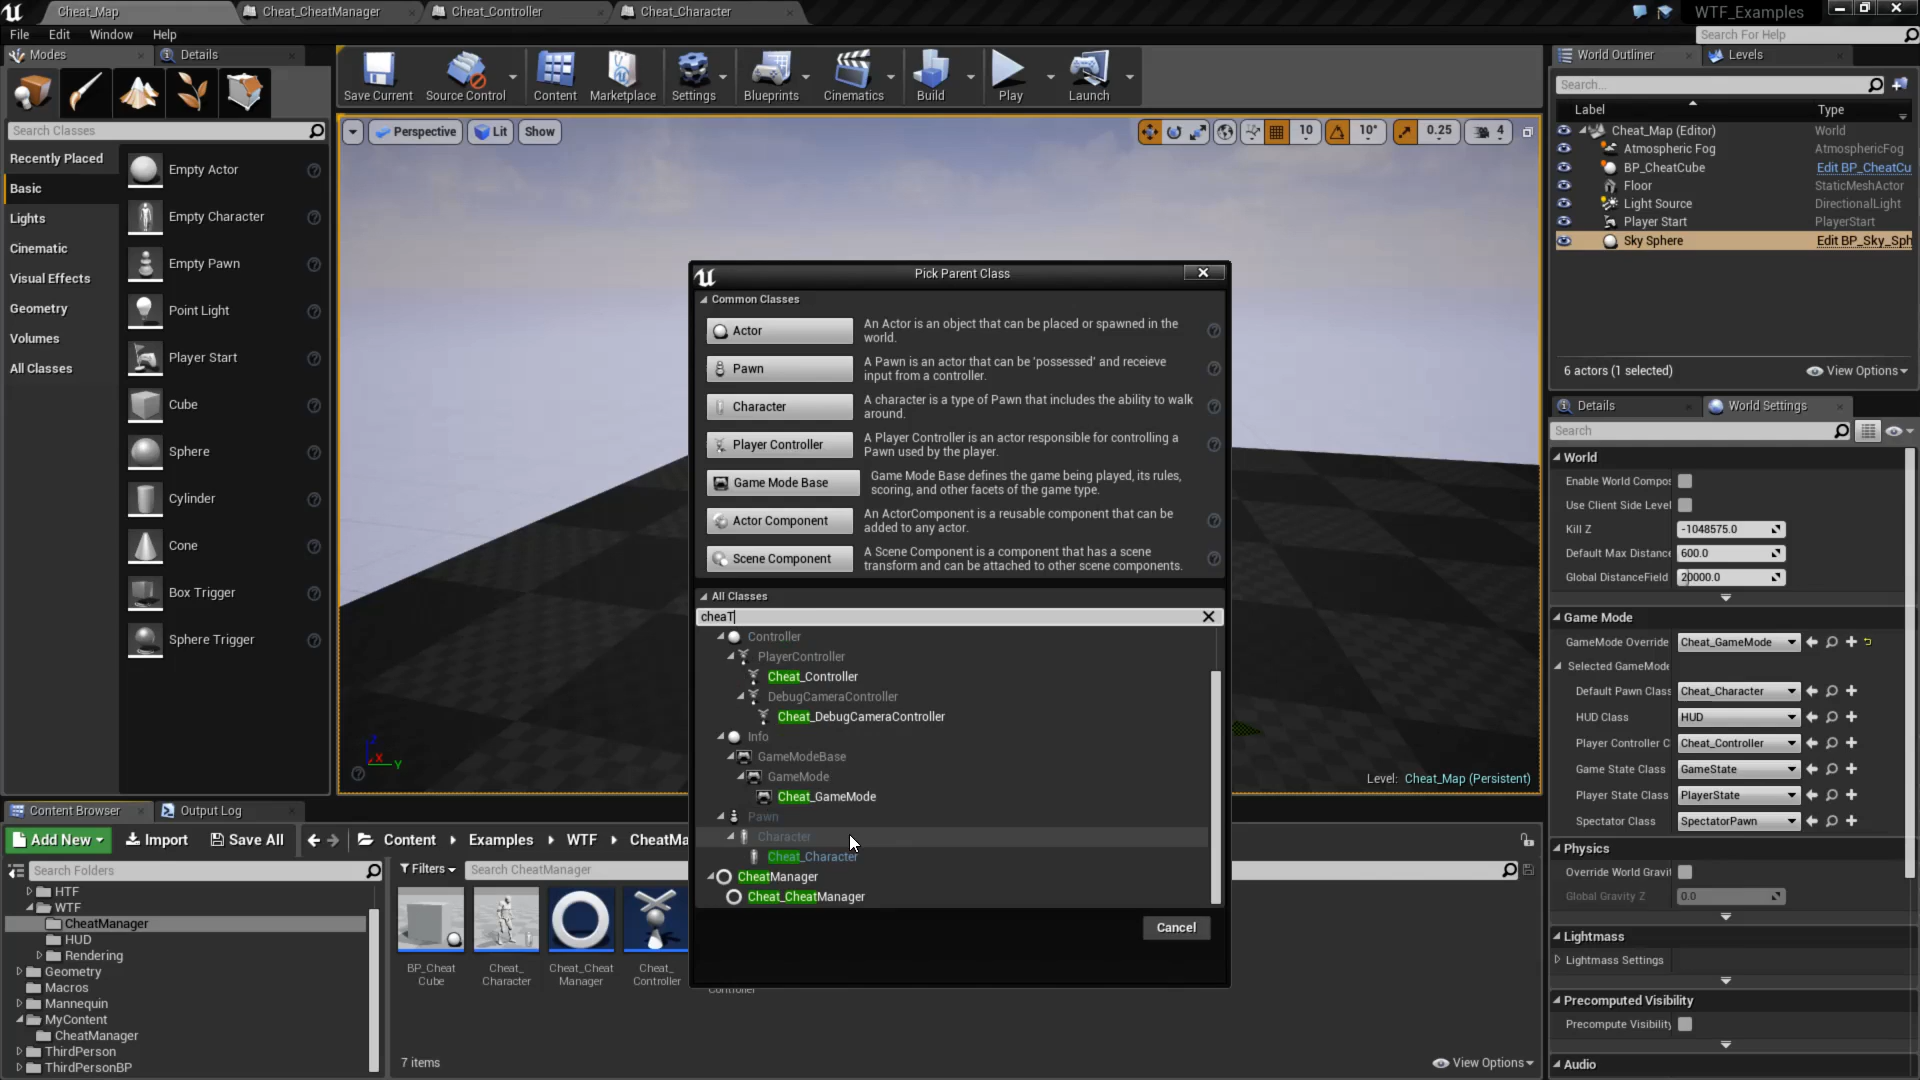 Cheat_Map
Cheat_CheatManager
Cheat_Controller
Cheat_Character
WTF_Examples
File
Edit
Window
Help
Search For Help
Modes
Details
Search Classes
Recently Placed
Basic
Lights
Cinematic
Visual Effects
Geometry
Volumes
All Classes
Empty Actor
Empty Character
Empty Pawn
Point Light
Player Start
Cube
Sphere
Cylinder
Cone
Box Trigger
Sphere Trigger
Save Current
Source Control
Content
Marketplace
Settings
Blueprints
Cinematics
Build
Play
Launch
Perspective
Lit
Show
10
10°
0.25
4
Pick Parent Class
Common Classes
Actor
An Actor is an object that can be placed or spawned in the
world.
Pawn
A Pawn is an actor that can be 'possessed' and receieve
input from a controller.
Character
A character is a type of Pawn that includes the ability to walk
around.
Player Controller
A Player Controller is an actor responsible for controlling a
Pawn used by the player.
Game Mode Base
Game Mode Base defines the game being played, its rules,
scoring, and other facets of the game type.
Actor Component
An ActorComponent is a reusable component that can be
added to any actor.
Scene Component
A Scene Component is a component that has a scene
transform and can be attached to other scene components.
All Classes
cheaT
Controller
PlayerController
Cheat_Controller
DebugCameraController
Cheat_DebugCameraController
Info
GameModeBase
GameMode
Cheat_GameMode
Pawn
Character
Cheat_Character
CheatManager
Cheat_CheatManager
Cancel
Z
X
Y
Level: Cheat_Map (Persistent)
World Outliner
Levels
Search...
Label
Type
Cheat_Map (Editor)
World
Atmospheric Fog
AtmosphericFog
BP_CheatCube
Edit BP_CheatCu
Floor
StaticMeshActor
Light Source
DirectionalLight
Player Start
PlayerStart
Sky Sphere
Edit BP_Sky_Sph
6 actors (1 selected)
View Options
Details
World Settings
Search
World
Enable World Compos
Use Client Side Level
Kill Z
-1048575.0
Default Max Distance
600.0
Global DistanceField
20000.0
Game Mode
GameMode Override
Cheat_GameMode
Selected GameMode
Default Pawn Class
Cheat_Character
HUD Class
HUD
Player Controller C
Cheat_Controller
Game State Class
GameState
Player State Class
PlayerState
Spectator Class
SpectatorPawn
Physics
Override World Gravit
Global Gravity Z
0.0
Lightmass
Lightmass Settings
Precomputed Visibility
Precompute Visibility
Audio
Content Browser
Output Log
Add New
Import
Save All
Content
Examples
WTF
CheatMa
Search Folders
HTF
WTF
CheatManager
HUD
Rendering
Geometry
Macros
Mannequin
MyContent
CheatManager
ThirdPerson
ThirdPersonBP
Filters
Search CheatManager
BP_Cheat
Cube
Cheat_
Character
Cheat_Cheat
Manager
Cheat_
Controller
Controller
7 items
View Options